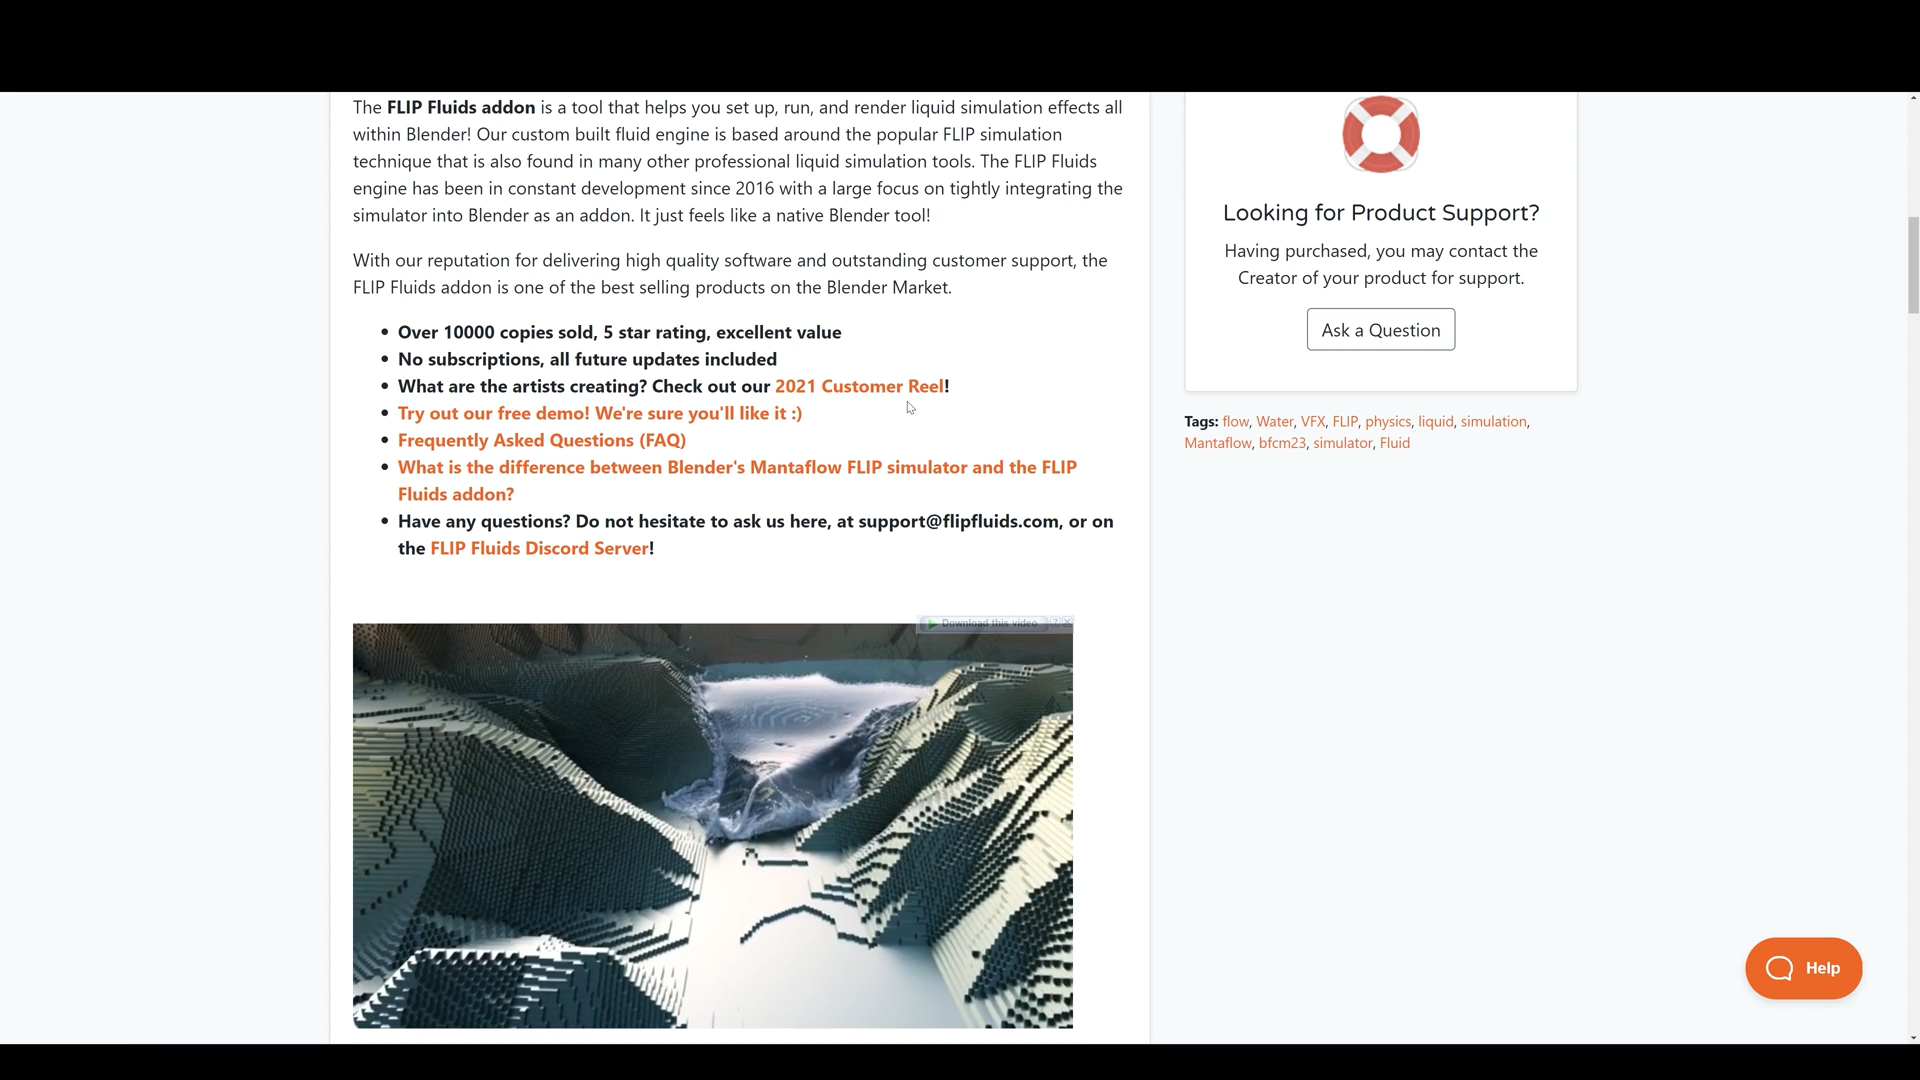 The FLIP Fluids addon is a tool that helps you set up, run, and render liquid simulation effects all
within Blender! Our custom built fluid engine is based around the popular FLIP simulation
technique that is also found in many other professional liquid simulation tools. The FLIP Fluids
engine has been in constant development since 2016 with a large focus on tightly integrating the
simulator into Blender as an addon. It just feels like a native Blender tool!
With our reputation for delivering high quality software and outstanding customer support, the
FLIP Fluids addon is one of the best selling products on the Blender Market.
• Over 10000 copies sold, 5 star rating, excellent value
• No subscriptions, all future updates included
• What are the artists creating? Check out our 2021 Customer Reel!
• Try out our free demo! We're sure you'll like it :)
• Frequently Asked Questions (FAQ)
• What is the difference between Blender's Mantaflow FLIP simulator and the FLIP
Fluids addon?
• Have any questions? Do not hesitate to ask us here, at support@flipfluids.com, or on
the FLIP Fluids Discord Server!
Download this video ? X
Looking for Product Support?
Having purchased, you may contact the
Creator of your product for support.
Ask a Question
Tags: flow, Water, VFX, FLIP, physics, liquid, simulation,
Mantaflow, bfcm23, simulator, Fluid
Help